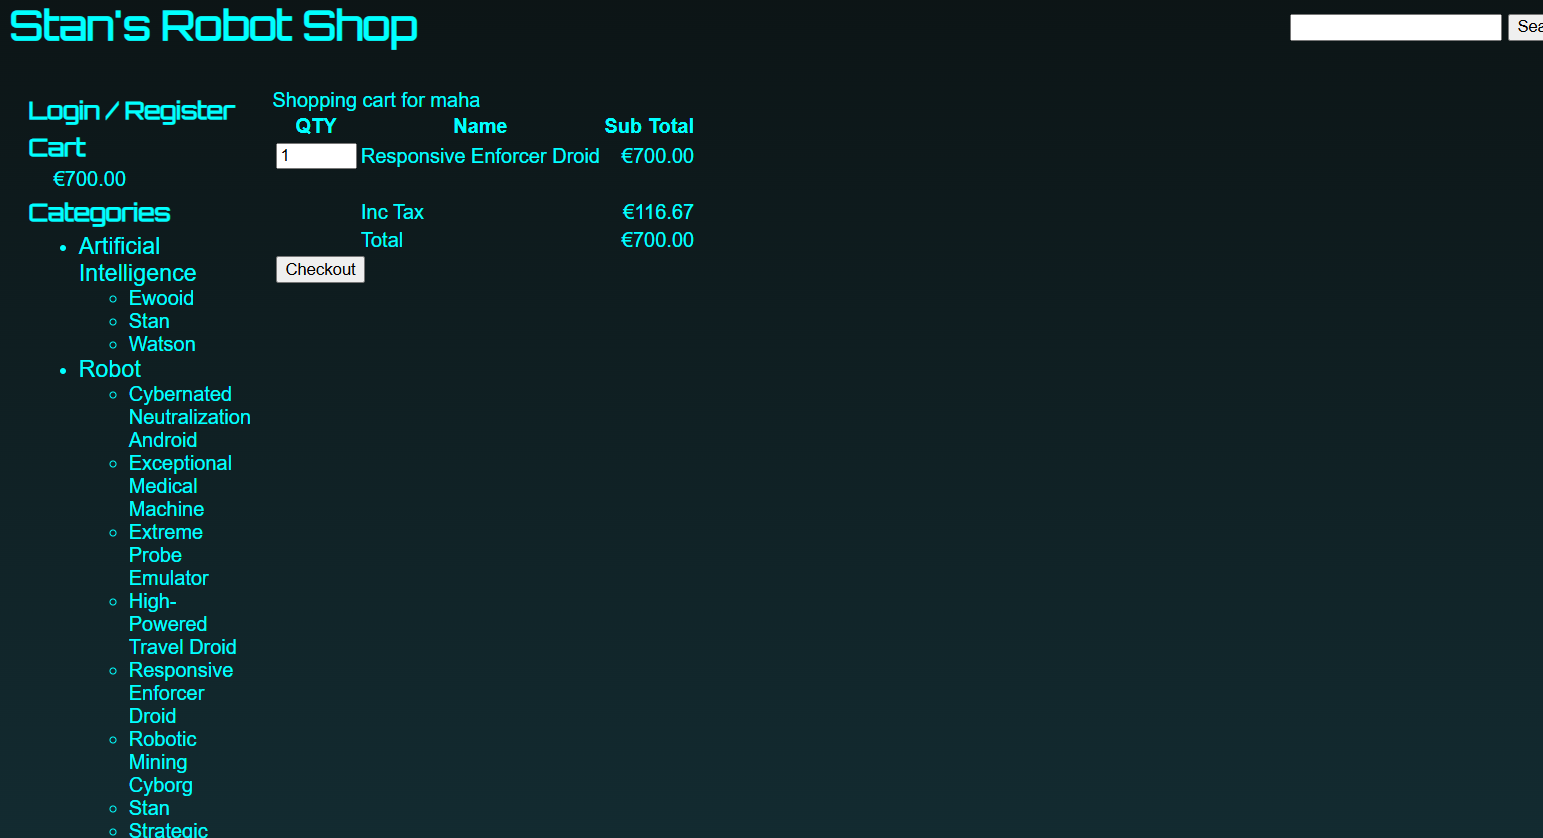 Stan's Robot Shop
Login / Register
Cart
€700.00
Categories
Artificial
Intelligence
Ewooid
Stan
Watson
Robot
Cybernated
Neutralization
Android
Exceptional
Medical
Machine
Extreme
Probe
Emulator
High-
Powered
Travel Droid
Responsive
Enforcer
Droid
Robotic
Mining
Cyborg
Stan
Strategic
Shopping cart for maha
QTY Name Sub Total
1 Responsive Enforcer Droid €700.00
Inc Tax €116.67
Total €700.00
Checkout
Sea